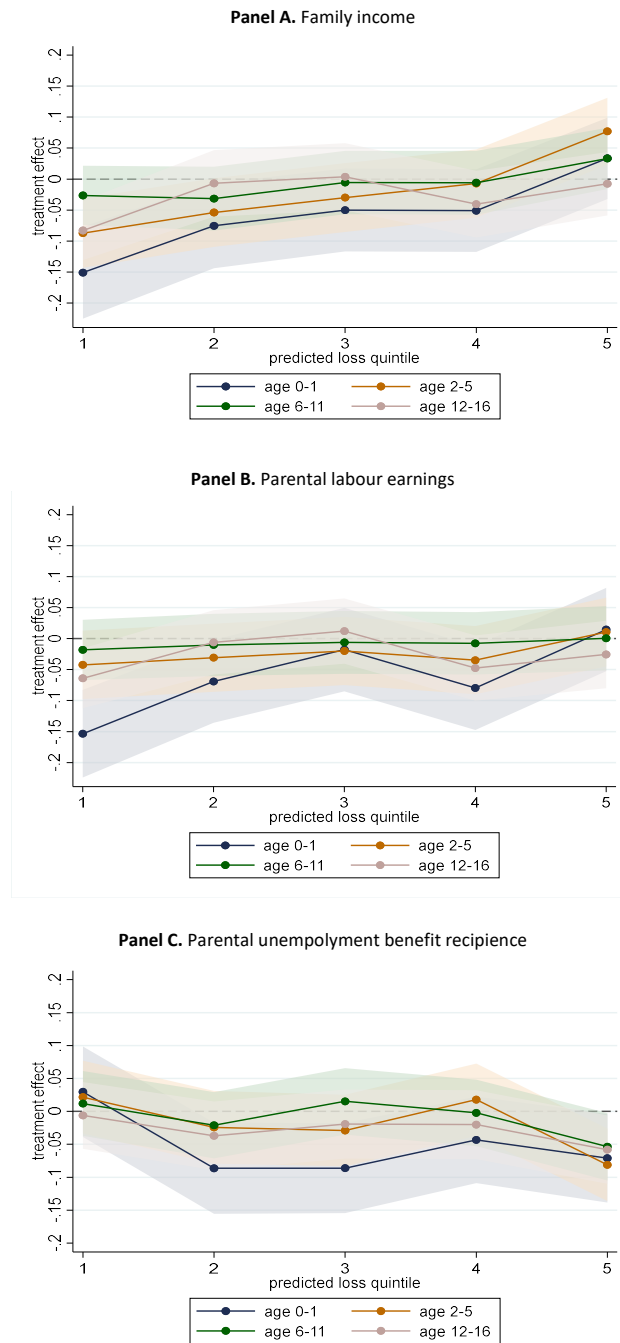 Panel A. Family income
treatment effect
.2
.15
.1
.05
0
-.05
-.1
-.15
-.2
1 2 3 4 5
predicted loss quintile
age 0-1 age 2-5
age 6-11 age 12-16
Panel B. Parental labour earnings
treatment effect
.2
.15
.1
.05
0
-.05
-.1
-.15
-.2
1 2 3 4 5
predicted loss quintile
age 0-1 age 2-5
age 6-11 age 12-16
Panel C. Parental unempolyment benefit recipience
treatment effect
.2
.15
.1
.05
0
-.05
-.1
-.15
-.2
1 2 3 4 5
predicted loss quintile
age 0-1 age 2-5
age 6-11 age 12-16